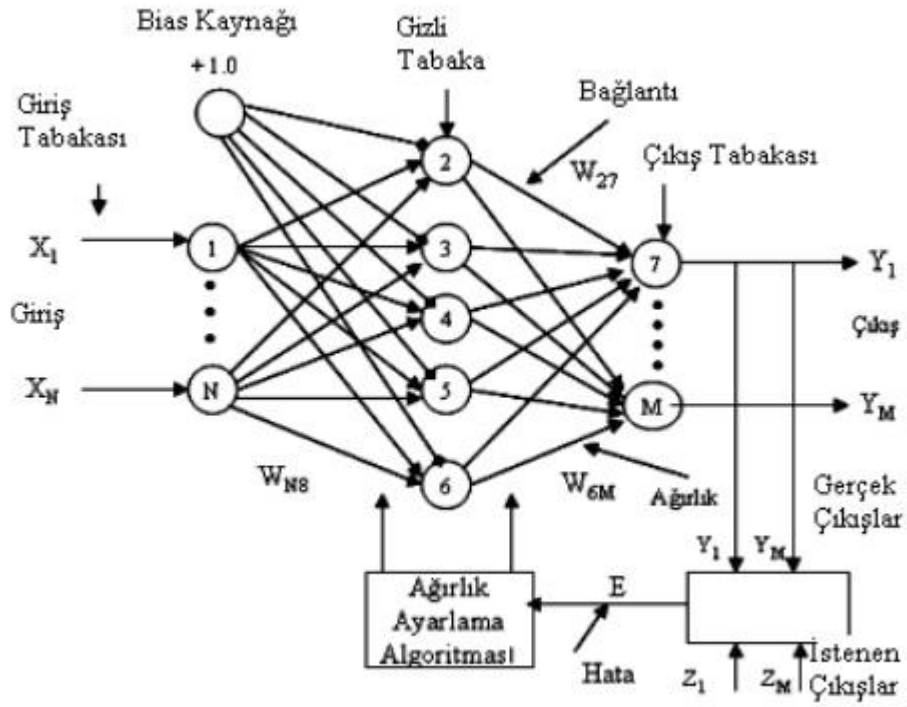 Bias Kaynağı
+1.0
Gizli
Tabaka
Giriş
Tabakası
Bağlantı
W27
Çıkış Tabakası
2
X1
1
3
7
Y1
Giriş
4
Çıkış
XN
N
5
M
YM
WN8
6
W6M
Ağırlık
Gerçek
Çıkışlar
Y1
YM
Ağırlık
Ayarlama
Algoritması
E
Hata
Z1
ZM
İstenen
Çıkışlar